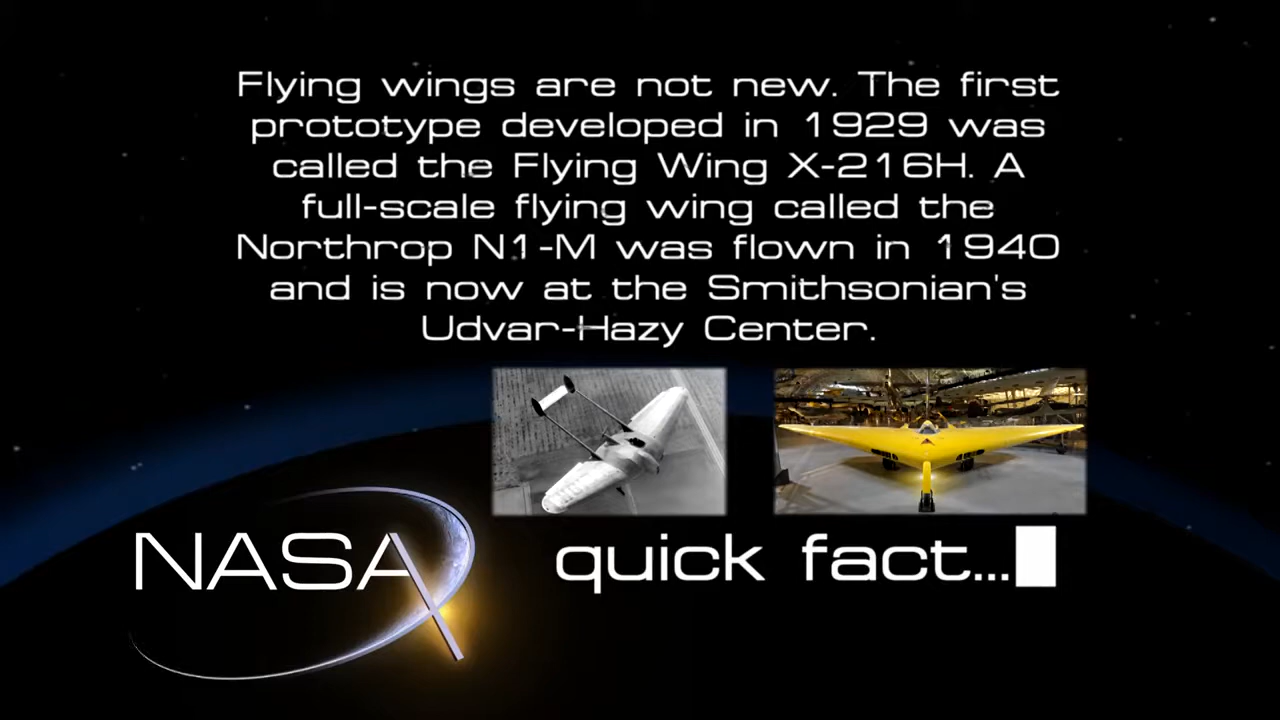 Flying wings are not new. The first
prototype developed in 1929 was
called the Flying Wing X-216H. A
full-scale flying wing called the
Northrop N1-M was flown in 1940
and is now at the Smithsonian's
Udvar-Hazy Center.
NASA
quick fact...